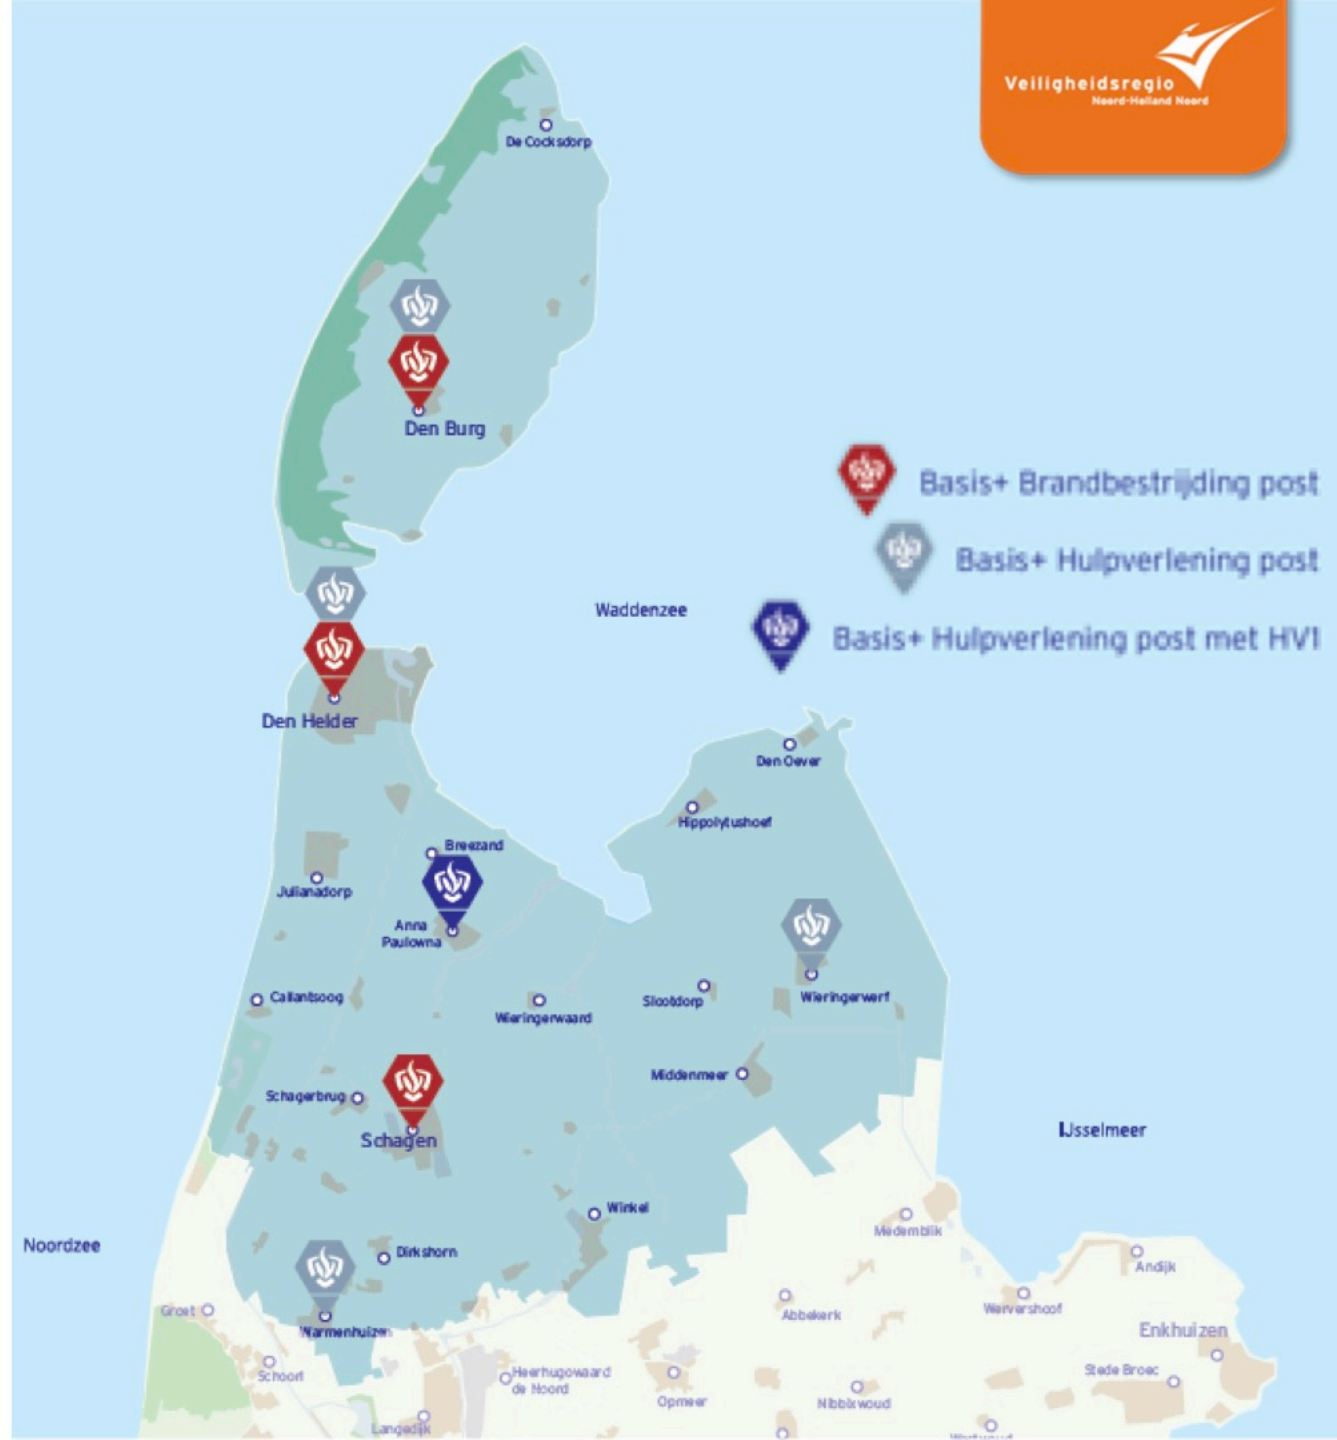 Veiligheidsregio
Noord-Holland Noord
De Cocksdorp
Den Burg
Basis+ Brandbestrijding post
Basis+ Hulpverlening post
Waddenzee
Basis+ Hulpverlening post met HV1
Den Helder
Den Oever
Hippolytushoef
Breezand
Julianadorp
Anna
Paulowna
Callantsoog
Wieringerwaard
Slootdorp
Wieringerwerf
Middenmeer
Schagerbrug
Schagen
IJsselmeer
Winkel
Medemblik
Noordzee
Dirkshorn
Andijk
Groet
Warmenhuizen
Abbekerk
Wervershoof
Enkhuizen
Schoorl
Heerhugowaard
de Noord
Opmeer
Nibbixwoud
Stede Broec
Langedijk